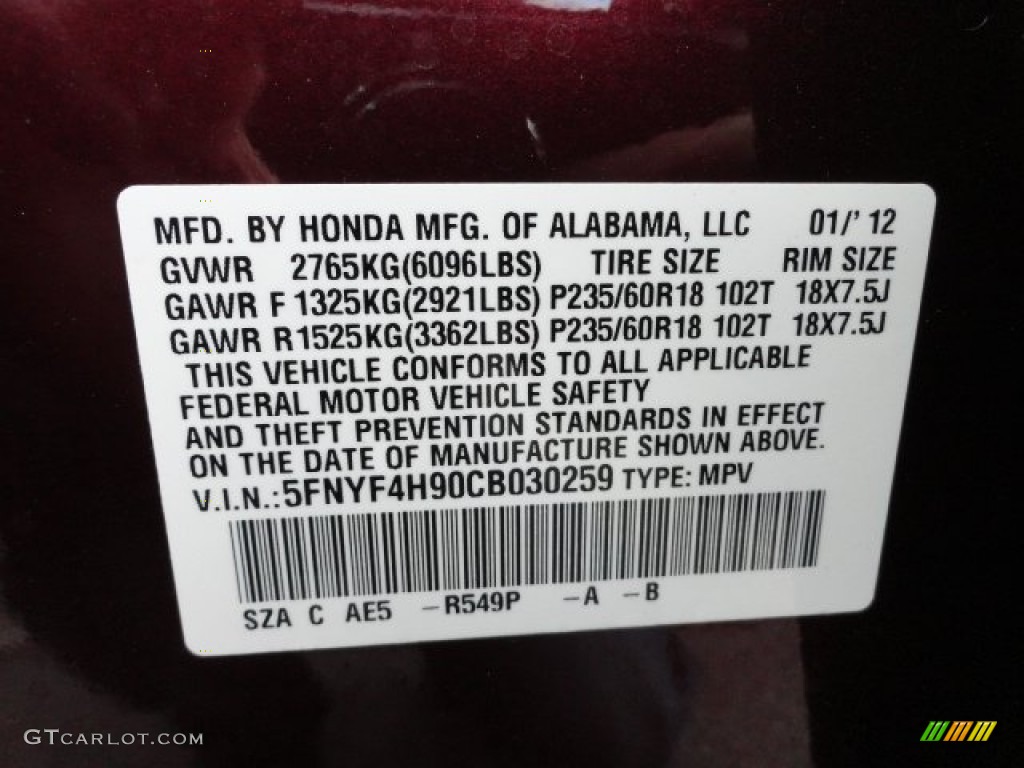 MFD. BY HONDA MFG. OF ALABAMA, LLC 01/' 12
GVWR 2765KG(6096LBS) TIRE SIZE RIM SIZE
GAWR F 1325KG(2921LBS) P235/60R18 102T 18X7.5J
GAWR R 1525KG(3362LBS) P235/60R18 102T 18X7.5J
THIS VEHICLE CONFORMS TO ALL APPLICABLE
FEDERAL MOTOR VEHICLE SAFETY
AND THEFT PREVENTION STANDARDS IN EFFECT
ON THE DATE OF MANUFACTURE SHOWN ABOVE.
V.I.N.:5FNYF4H90CB030259 TYPE: MPV
SZA C AE5 –R549P –A –B
GTCARLOT.COM